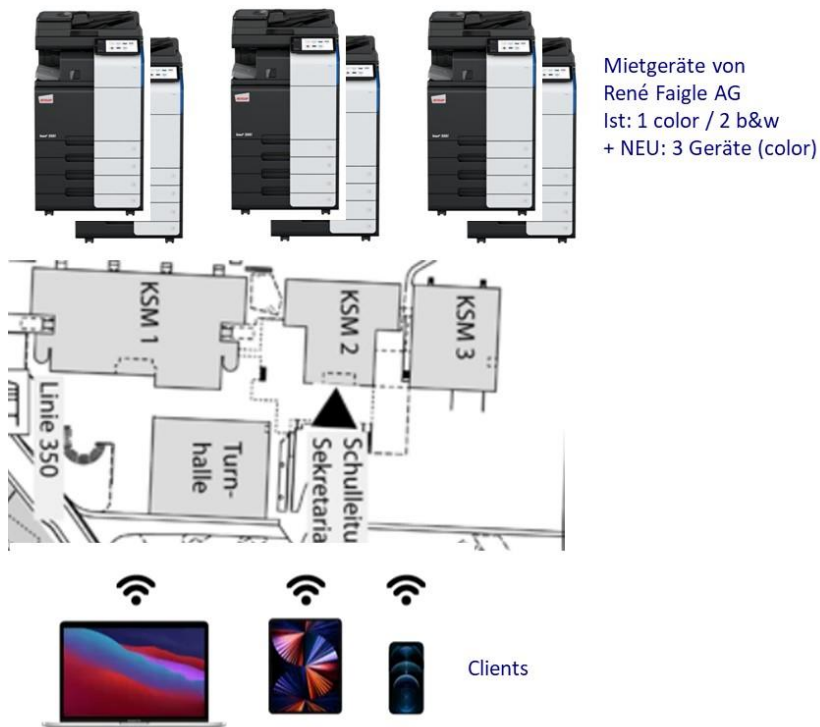 Mietgeräte von
René Faigle AG
Ist: 1 color / 2 b&w
+ NEU: 3 Geräte (color)
KSM 1
KSM 2
KSM 3
Linie 350
Turn-
halle
Schulleitu
Sekretaria
Clients